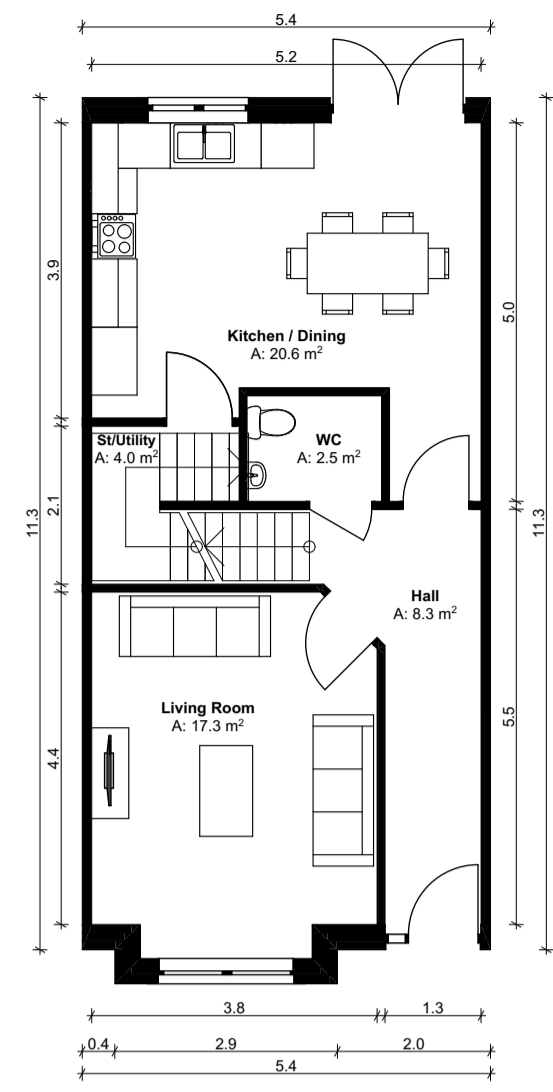 5.4
5.2
3.9
5.0
Kitchen / Dining
A: 20.6 m²
St/Utility
A: 4.0 m²
WC
A: 2.5 m²
11.3
2.1
11.3
Hall
A: 8.3 m²
Living Room
A: 17.3 m²
4.4
5.5
3.8
1.3
0.4
2.9
2.0
5.4